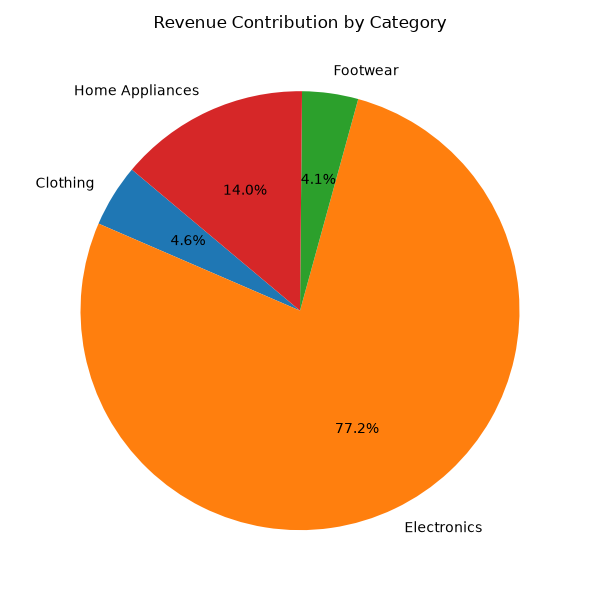 Revenue Contribution by Category
Footwear
Home Appliances
4.1%
Clothing
14.0%
4.6%
77.2%
Electronics